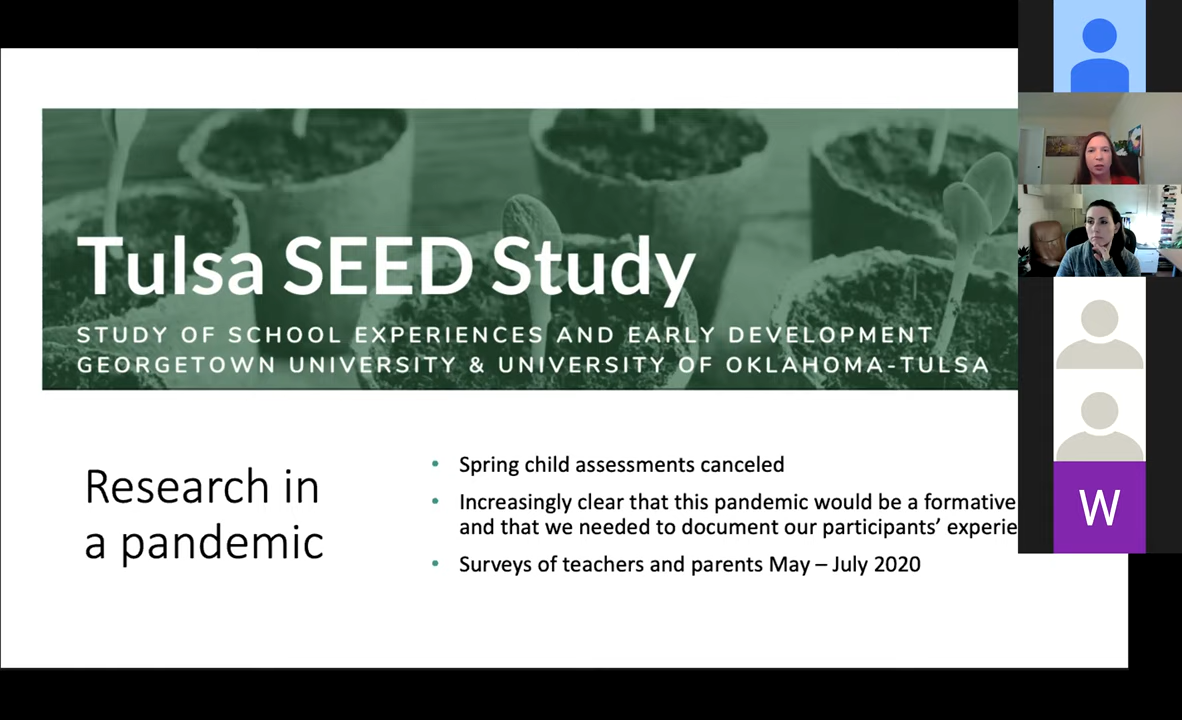 Tulsa SEED Study
STUDY OF SCHOOL EXPERIENCES AND EARLY DEVELOPMENT
GEORGETOWN UNIVERSITY & UNIVERSITY OF OKLAHOMA-TULSA
Research in
a pandemic
• Spring child assessments canceled
• Increasingly clear that this pandemic would be a formative
and that we needed to document our participants’
• Surveys of teachers and parents May – July 2020
W